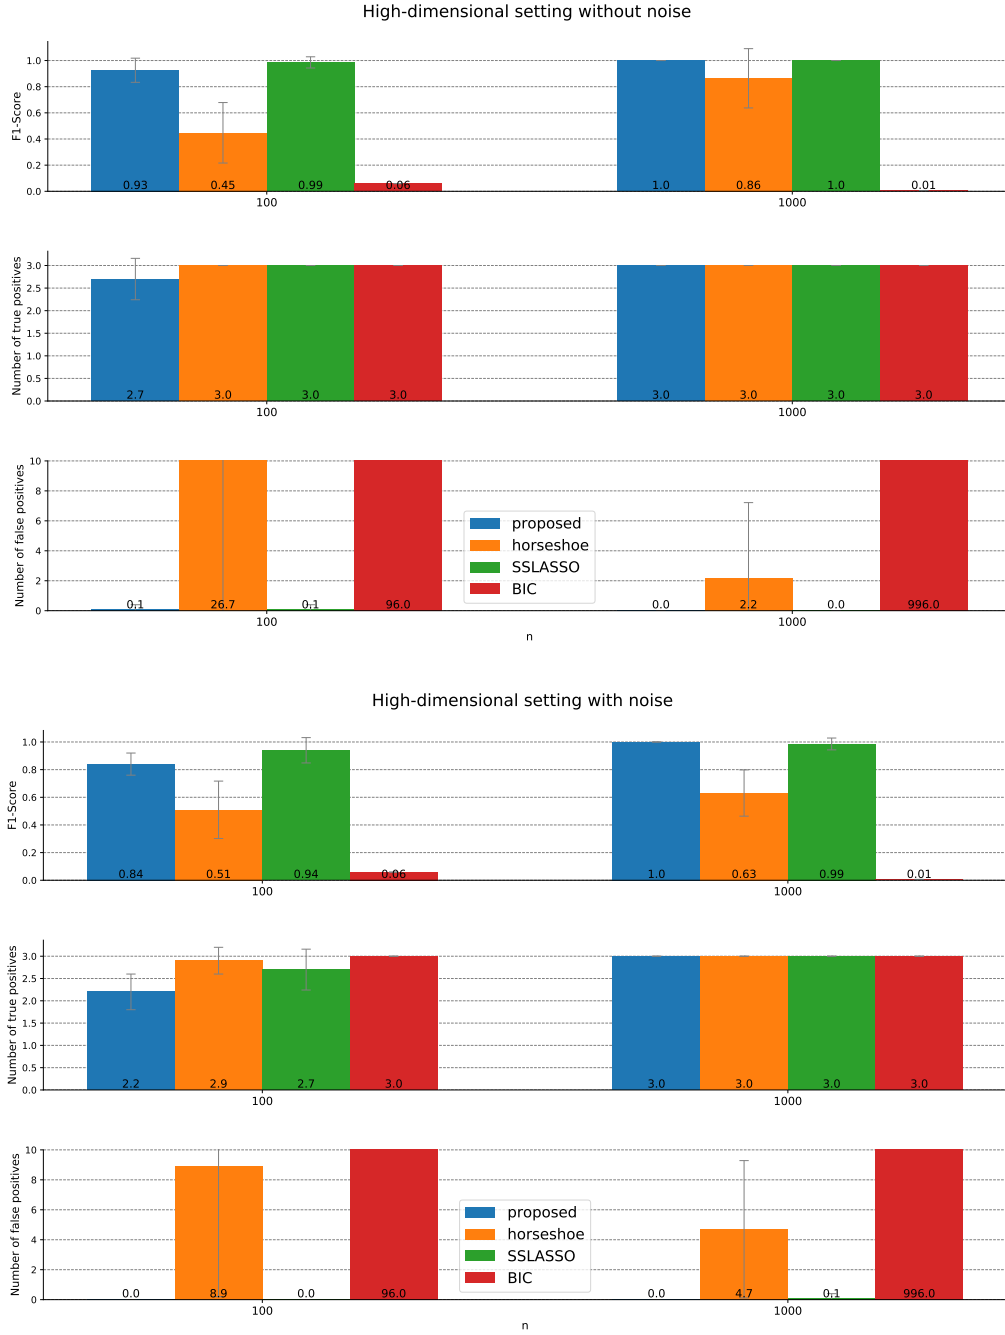 High-dimensional setting without noise
F1-Score
1.0
0.8
0.6
0.4
0.2
0.0
0.93 0.45 0.99 0.06 1.0 0.86 1.0 0.01
100 1000
Number of true positives
3.0
2.5
2.0
1.5
1.0
0.5
0.0
2.7 3.0 3.0 3.0 3.0 3.0 3.0 3.0
100 1000
Number of false positives
10
8
6
4
2
0
proposed
horseshoe
SSLASSO
BIC
0.1 26.7 0.1 96.0 0.0 2.2 0.0 996.0
100 1000
n
High-dimensional setting with noise
F1-Score
1.0
0.8
0.6
0.4
0.2
0.0
0.84 0.51 0.94 0.06 1.0 0.63 0.99 0.01
100 1000
Number of true positives
3.0
2.5
2.0
1.5
1.0
0.5
0.0
2.2 2.9 2.7 3.0 3.0 3.0 3.0 3.0
100 1000
Number of false positives
10
8
6
4
2
0
proposed
horseshoe
SSLASSO
BIC
0.0 8.9 0.0 96.0 0.0 4.7 0.1 996.0
100 1000
n